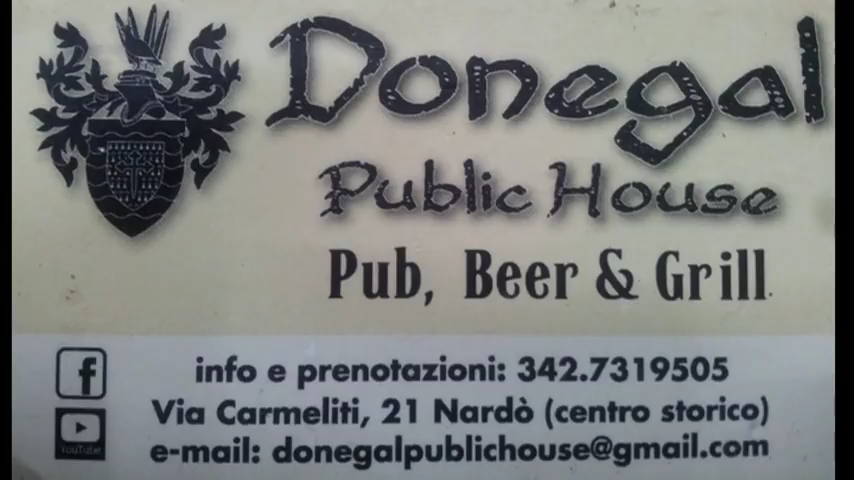 Donegal
Public House
Pub, Beer & Grill
info e prenotazioni: 342.7319505
Via Carmeliti, 21 Nardò (centro storico)
YouTube
e-mail: donegalpublichouse@gmail.com